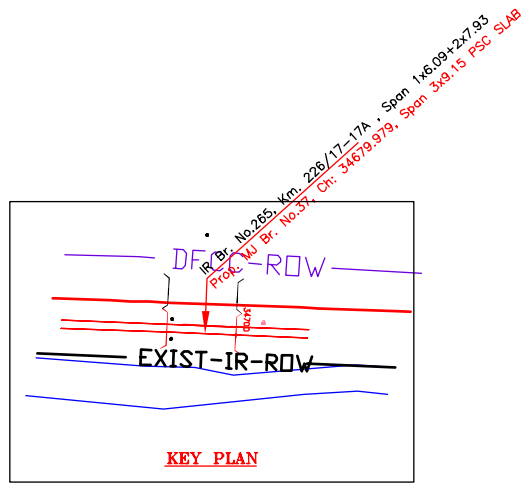 IR Br. No.265, Km. 226/17-17A , Span 1x6.09+2x7.93
Prop. MJ Br. No.37, Ch: 34679.979, Span 3x9.15 PSC SLAB
DFCC-ROW
34700
EXIST-IR-ROW
KEY PLAN